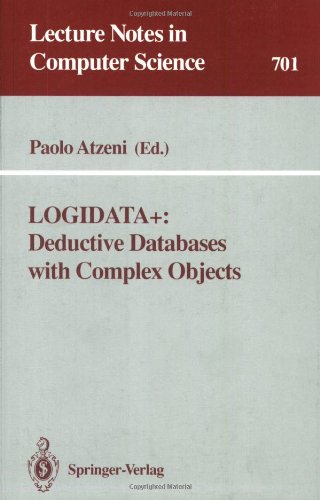 Lecture Notes in
Computer Science 701
Paolo Atzeni (Ed.)
LOGIDATA+:
Deductive Databases
with Complex Objects
Springer-Verlag